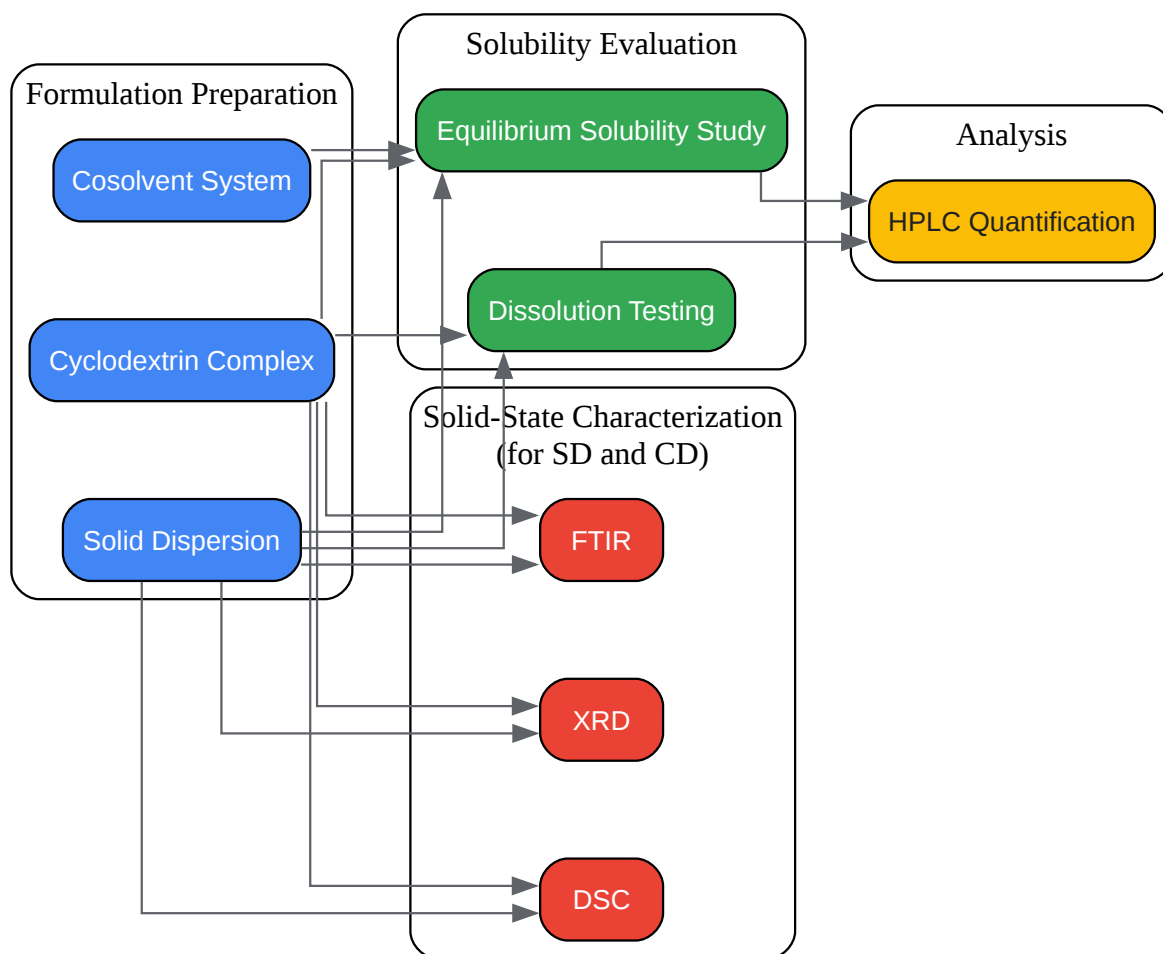 Formulation Preparation
Cosolvent System
Cyclodextrin Complex
Solid Dispersion
Solubility Evaluation
Equilibrium Solubility Study
Dissolution Testing
Solid-State Characterization
(for SD and CD)
FTIR
XRD
DSC
Analysis
HPLC Quantification